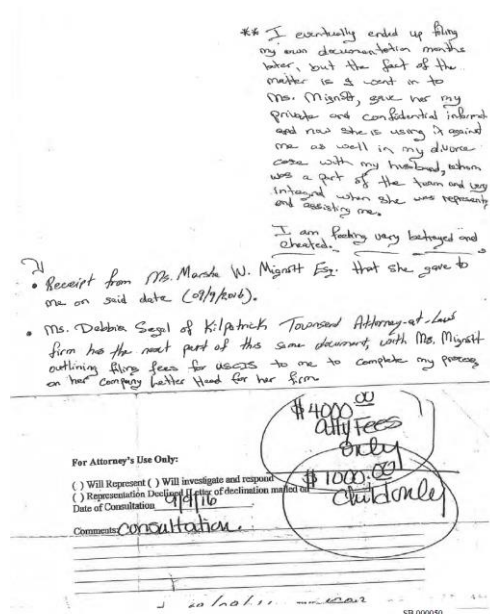 ** I eventually ended up filing
my own documentation months
later, but the fact of the
matter is I went in to
Ms. Mignott, gave her my
private and confidential informat
and now she is using it against
me as well in my divorce
case with my husband, whom
was a part of the team and very
Integral when she was represent
and assisting me.
I am feeling very betrayed and
cheated.
• Receipt from Ms. Marsha W. Mignott Esq. that she gave to
me on said date (09/9/2016).
• Ms. Debbie Segal of Kilpatrick Townsend Attorney-at-Law
firm has the next part of this same document, with Ms. Mignott
outlining filing fees for USCIS to me to complete my process
on her company Letter Head for her firm
$4000.00
Atty Fees
only
$1000.00
Child only
For Attorney's Use Only:
( ) Will Represent ( ) Will investigate and respond
( ) Representation Declined Letter of declination mailed on
Date of Consultation 9/9/16
Comments: Consultation.
SB 000050